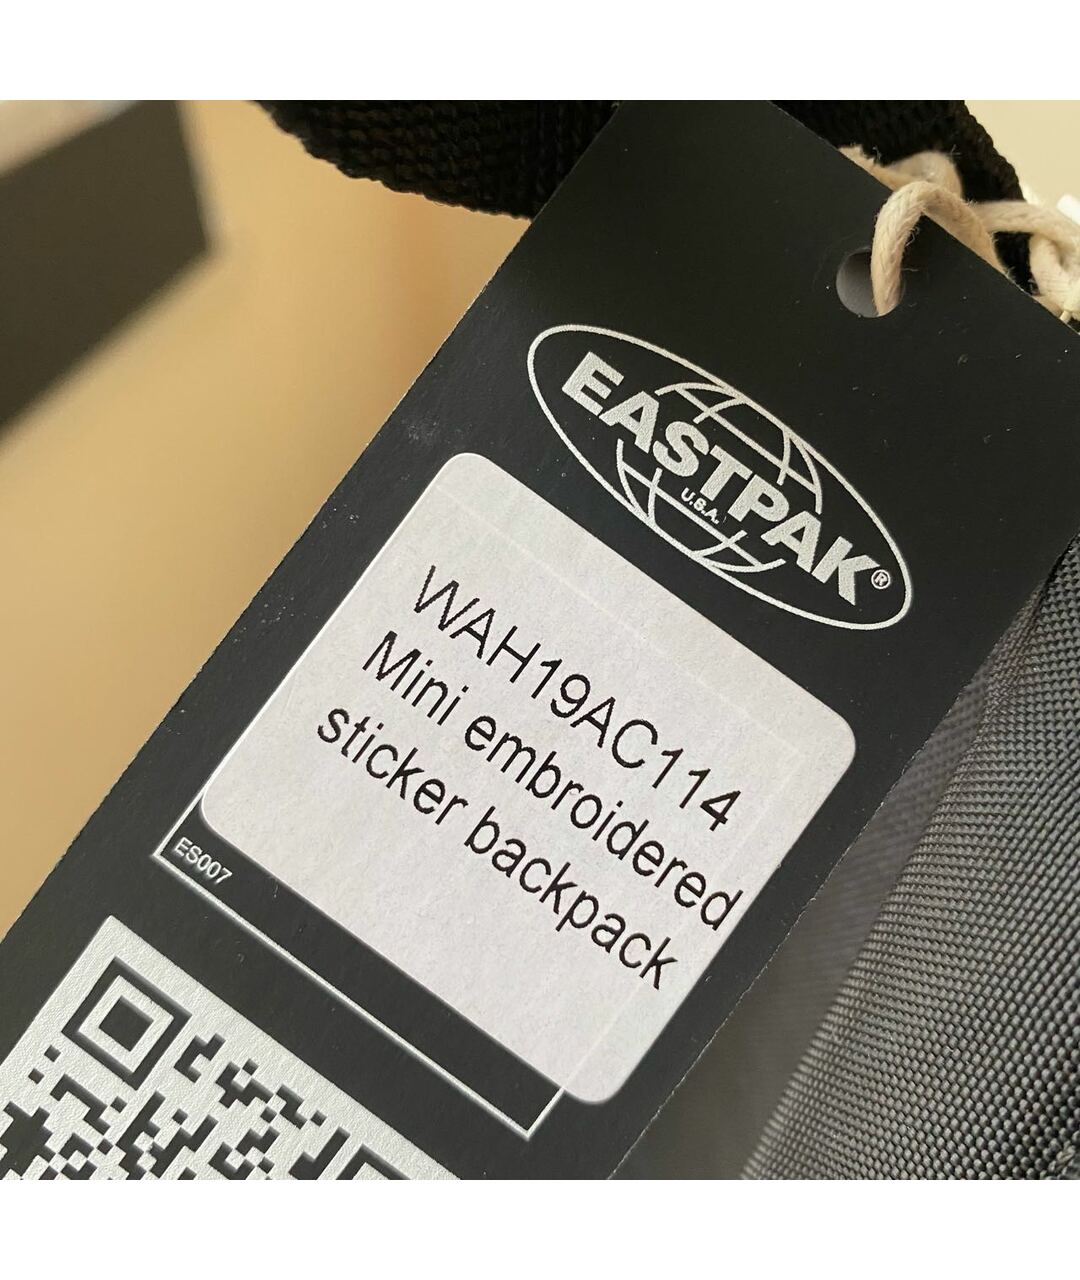 EASTPAK®
U.S.A.
WAH19AC114
Mini embroidered
sticker backpack
ES007